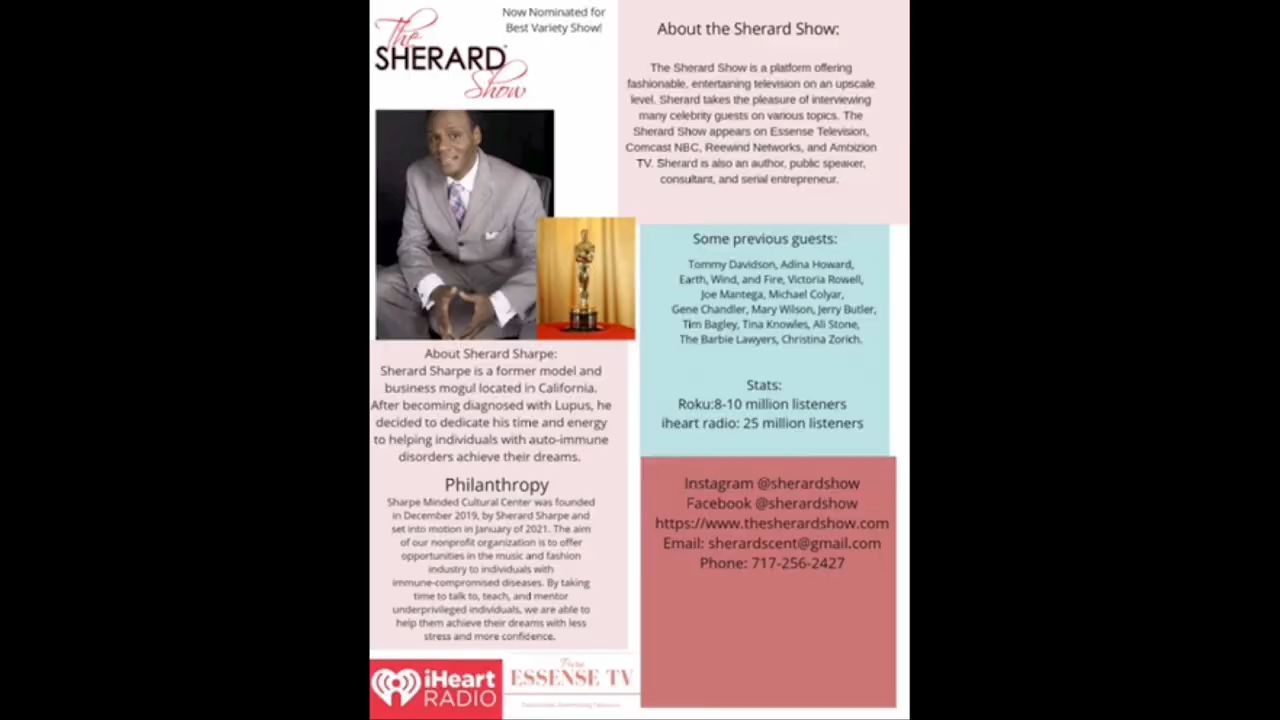 The
SHERARD
Show
Now Nominated for
Best Variety Show!
About the Sherard Show:
The Sherard Show is a platform offering
fashionable, entertaining television on an upscale
level. Sherard takes the pleasure of interviewing
many celebrity guests on various topics. The
Sherard Show appears on Essense Television,
Comcast NBC, Reewind Networks, and Ambizion
TV. Sherard is also an author, public speaker,
consultant, and serial entrepreneur.
Some previous guests:
Tommy Davidson, Adina Howard,
Earth, Wind, and Fire, Victoria Rowell,
Joe Mantega, Michael Colyar,
Gene Chandler, Mary Wilson, Jerry Butler,
Tim Bagley, Tina Knowles, Ali Stone,
The Barbie Lawyers, Christina Zorich.
Stats:
Roku:8-10 million listeners
iheart radio: 25 million listeners
About Sherard Sharpe:
Sherard Sharpe is a former model and
business mogul located in California.
After becoming diagnosed with Lupus, he
decided to dedicate his time and energy
to helping individuals with auto-immune
disorders achieve their dreams.
Philanthropy
Sharpe Minded Cultural Center was founded
in December 2019, by Sherard Sharpe and
set into motion in January of 2021. The aim
of our nonprofit organization is to offer
opportunities in the music and fashion
industry to individuals with
immune-compromised diseases. By taking
time to talk to, teach, and mentor
underprivileged individuals, we are able to
help them achieve their dreams with less
stress and more confidence.
Instagram @sherardshow
Facebook @sherardshow
https://www.thesherardshow.com
Email: sherardscent@gmail.com
Phone: 717-256-2427
iHeart
RADIO
Pure
ESSENSE TV